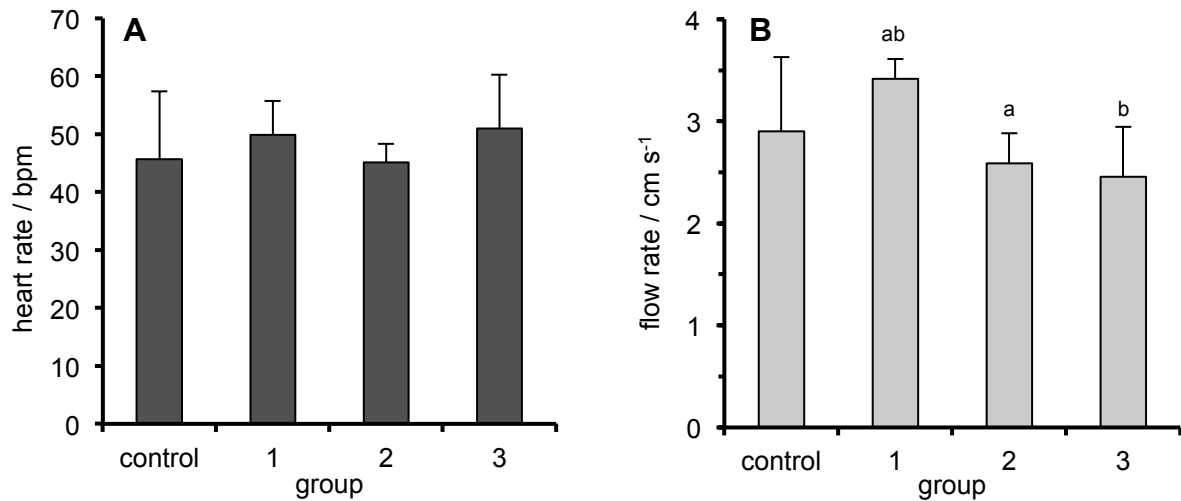 A
heart rate / bpm
70
60
50
40
30
20
10
0
control 1 2 3
group
B
flow rate / cm s⁻¹
4
3
2
1
0
ab
a
b
control 1 2 3
group